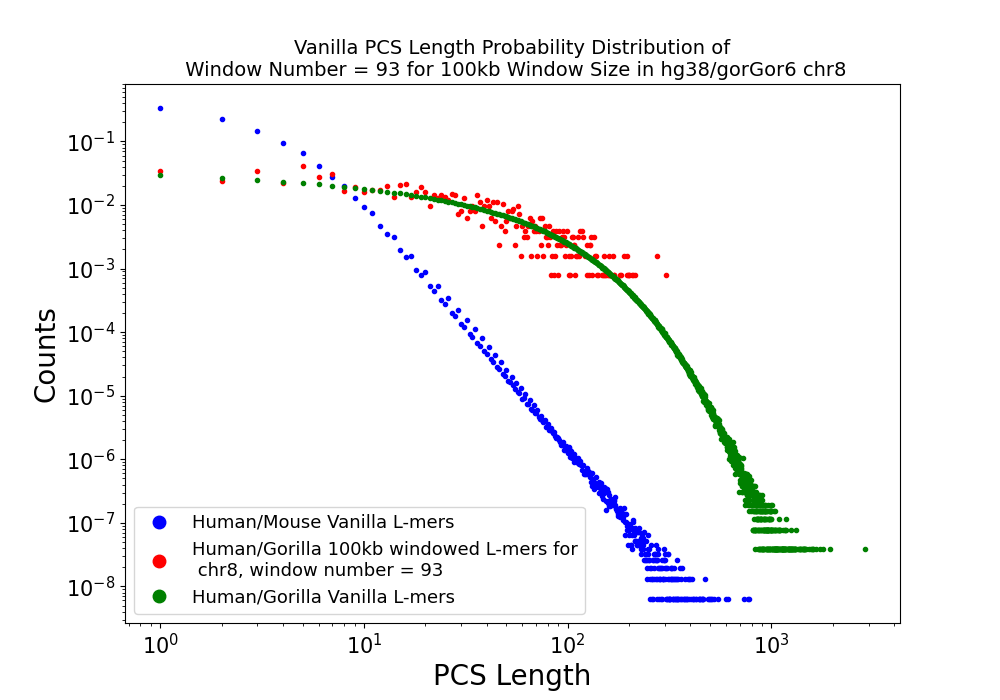 Vanilla PCS Length Probability Distribution of
Window Number = 93 for 100kb Window Size in hg38/gorGor6 chr8
Counts
10⁻¹
10⁻²
10⁻³
10⁻⁴
10⁻⁵
10⁻⁶
10⁻⁷
10⁻⁸
Human/Mouse Vanilla L-mers
Human/Gorilla 100kb windowed L-mers for
chr8, window number = 93
Human/Gorilla Vanilla L-mers
10⁰ 10¹ 10² 10³
PCS Length